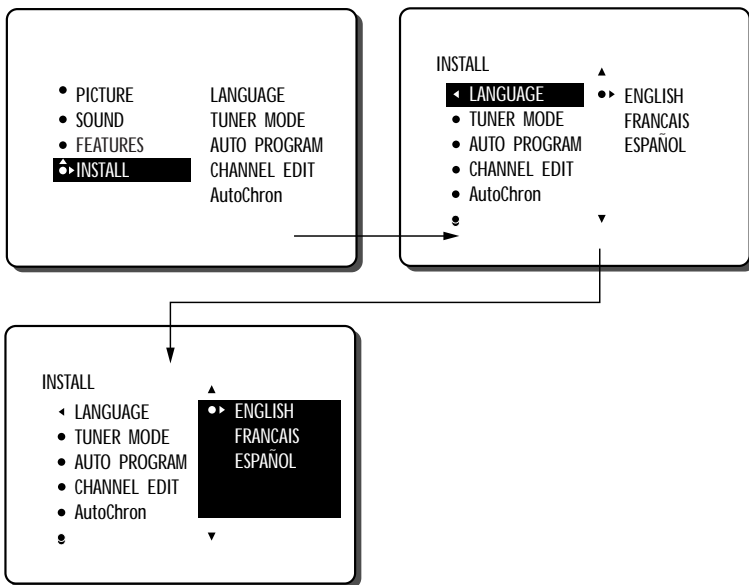 PICTURE
SOUND
FEATURES
INSTALL
LANGUAGE
TUNER MODE
AUTO PROGRAM
CHANNEL EDIT
AutoChron
INSTALL
LANGUAGE
TUNER MODE
AUTO PROGRAM
CHANNEL EDIT
AutoChron
ENGLISH
FRANCAIS
ESPAÑOL
INSTALL
LANGUAGE
TUNER MODE
AUTO PROGRAM
CHANNEL EDIT
AutoChron
ENGLISH
FRANCAIS
ESPAÑOL